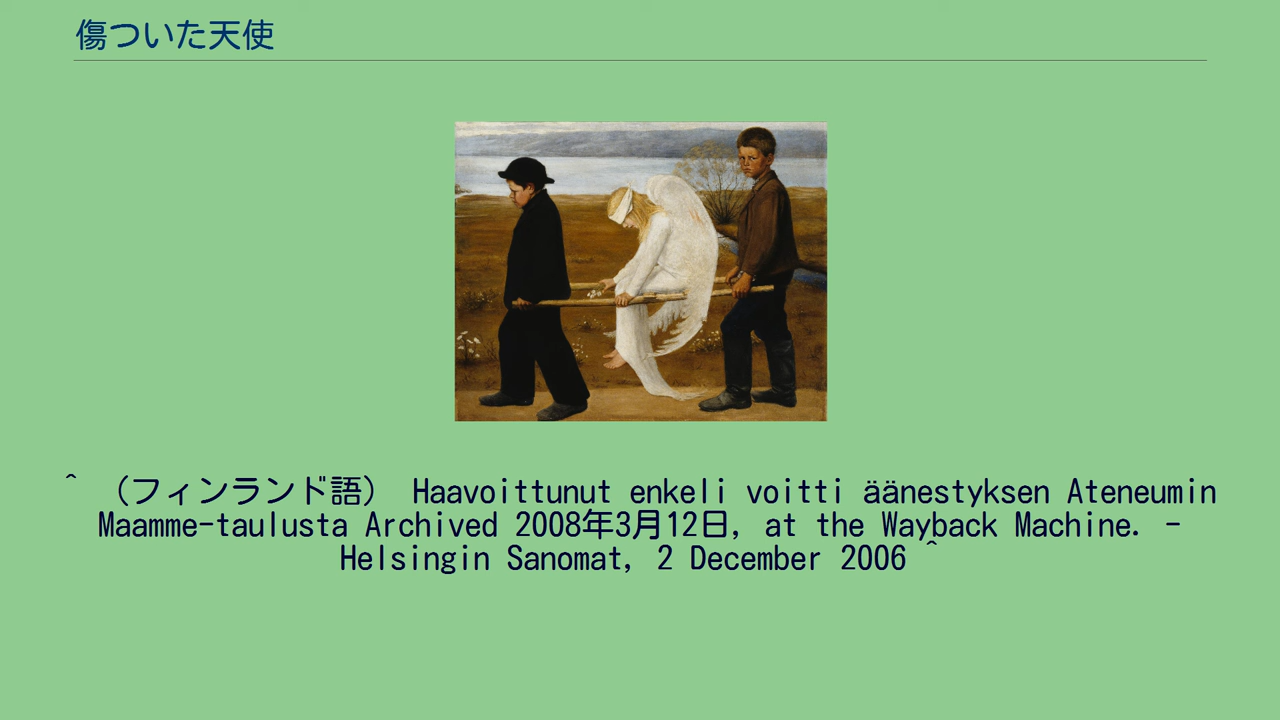 傷ついた天使
^ （フィンランド語） Haavoittunut enkeli voitti äänestyksen Ateneumin
Maamme-taulusta Archived 2008年3月12日, at the Wayback Machine. –
Helsingin Sanomat, 2 December 2006 ^